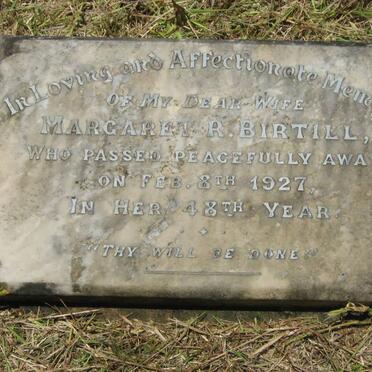 In Loving and Affectionate Mem
Of My Dear Wife
Margaret R. Birtill,
Who Passed Peacefully Awa
on Feb. 8th 1927.
In Her 48th Year.
"Thy Will Be Done"